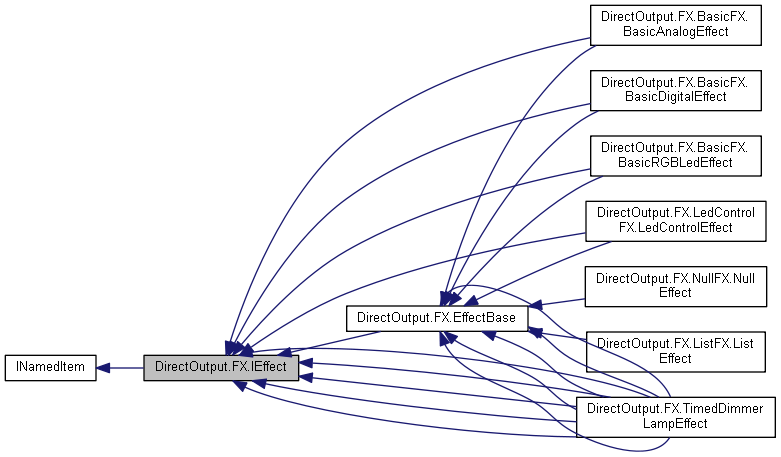 DirectOutput.FX.BasicFX.
BasicAnalogEffect
DirectOutput.FX.BasicFX.
BasicDigitalEffect
DirectOutput.FX.BasicFX.
BasicRGBLedEffect
DirectOutput.FX.LedControl
FX.LedControlEffect
DirectOutput.FX.NullFX.Null
Effect
DirectOutput.FX.EffectBase
DirectOutput.FX.ListFX.List
Effect
INamedItem
DirectOutput.FX.IEffect
DirectOutput.FX.TimedDimmer
LampEffect